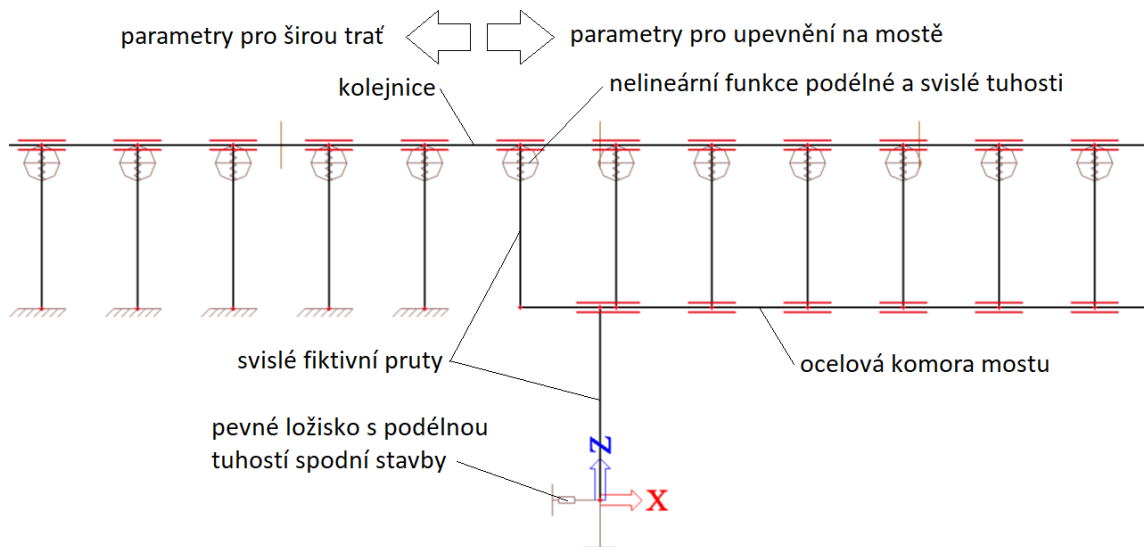 parametry pro širou trať
parametry pro upevnění na mostě
kolejnice
nelineární funkce podélné a svislé tuhosti
svislé fiktivní pruty
ocelová komora mostu
pevné ložisko s podélnou
tuhostí spodní stavby
Z
X